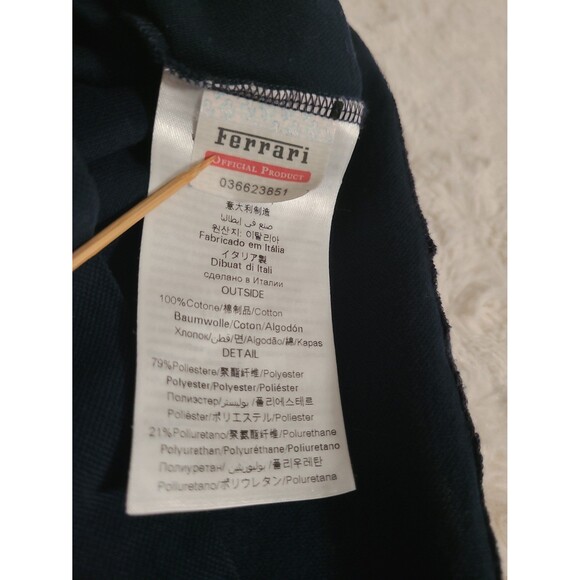 Ferrari
OFFICIAL PRODUCT
036623851
意大利制造
صنع في إيطاليا
원산지: 이탈리아
Fabricado em Itália
イタリア製
Dibuat di Itali
сделано в Италии
OUTSIDE
100%Cotone/棉制品/Cotton
Baumwolle/Coton/Algodón
Хлопок/قطن/면/Algodão/綿/Kapas
DETAIL
79%Poliestere/聚酯纤维/Polyester
Polyester/Polyester/Poliéster
Полиэстер/بوليستر/폴리에스테르
Poliéster/ポリエステル/Poliester
21%Poliuretano/聚氨酯纤维/Poliurethane
Polyurethan/Polyuréthane/Poliuretano
Полиуретан/بوليوريثان/폴리우레탄
Poliuretano/ポリウレタン/Poliuretana